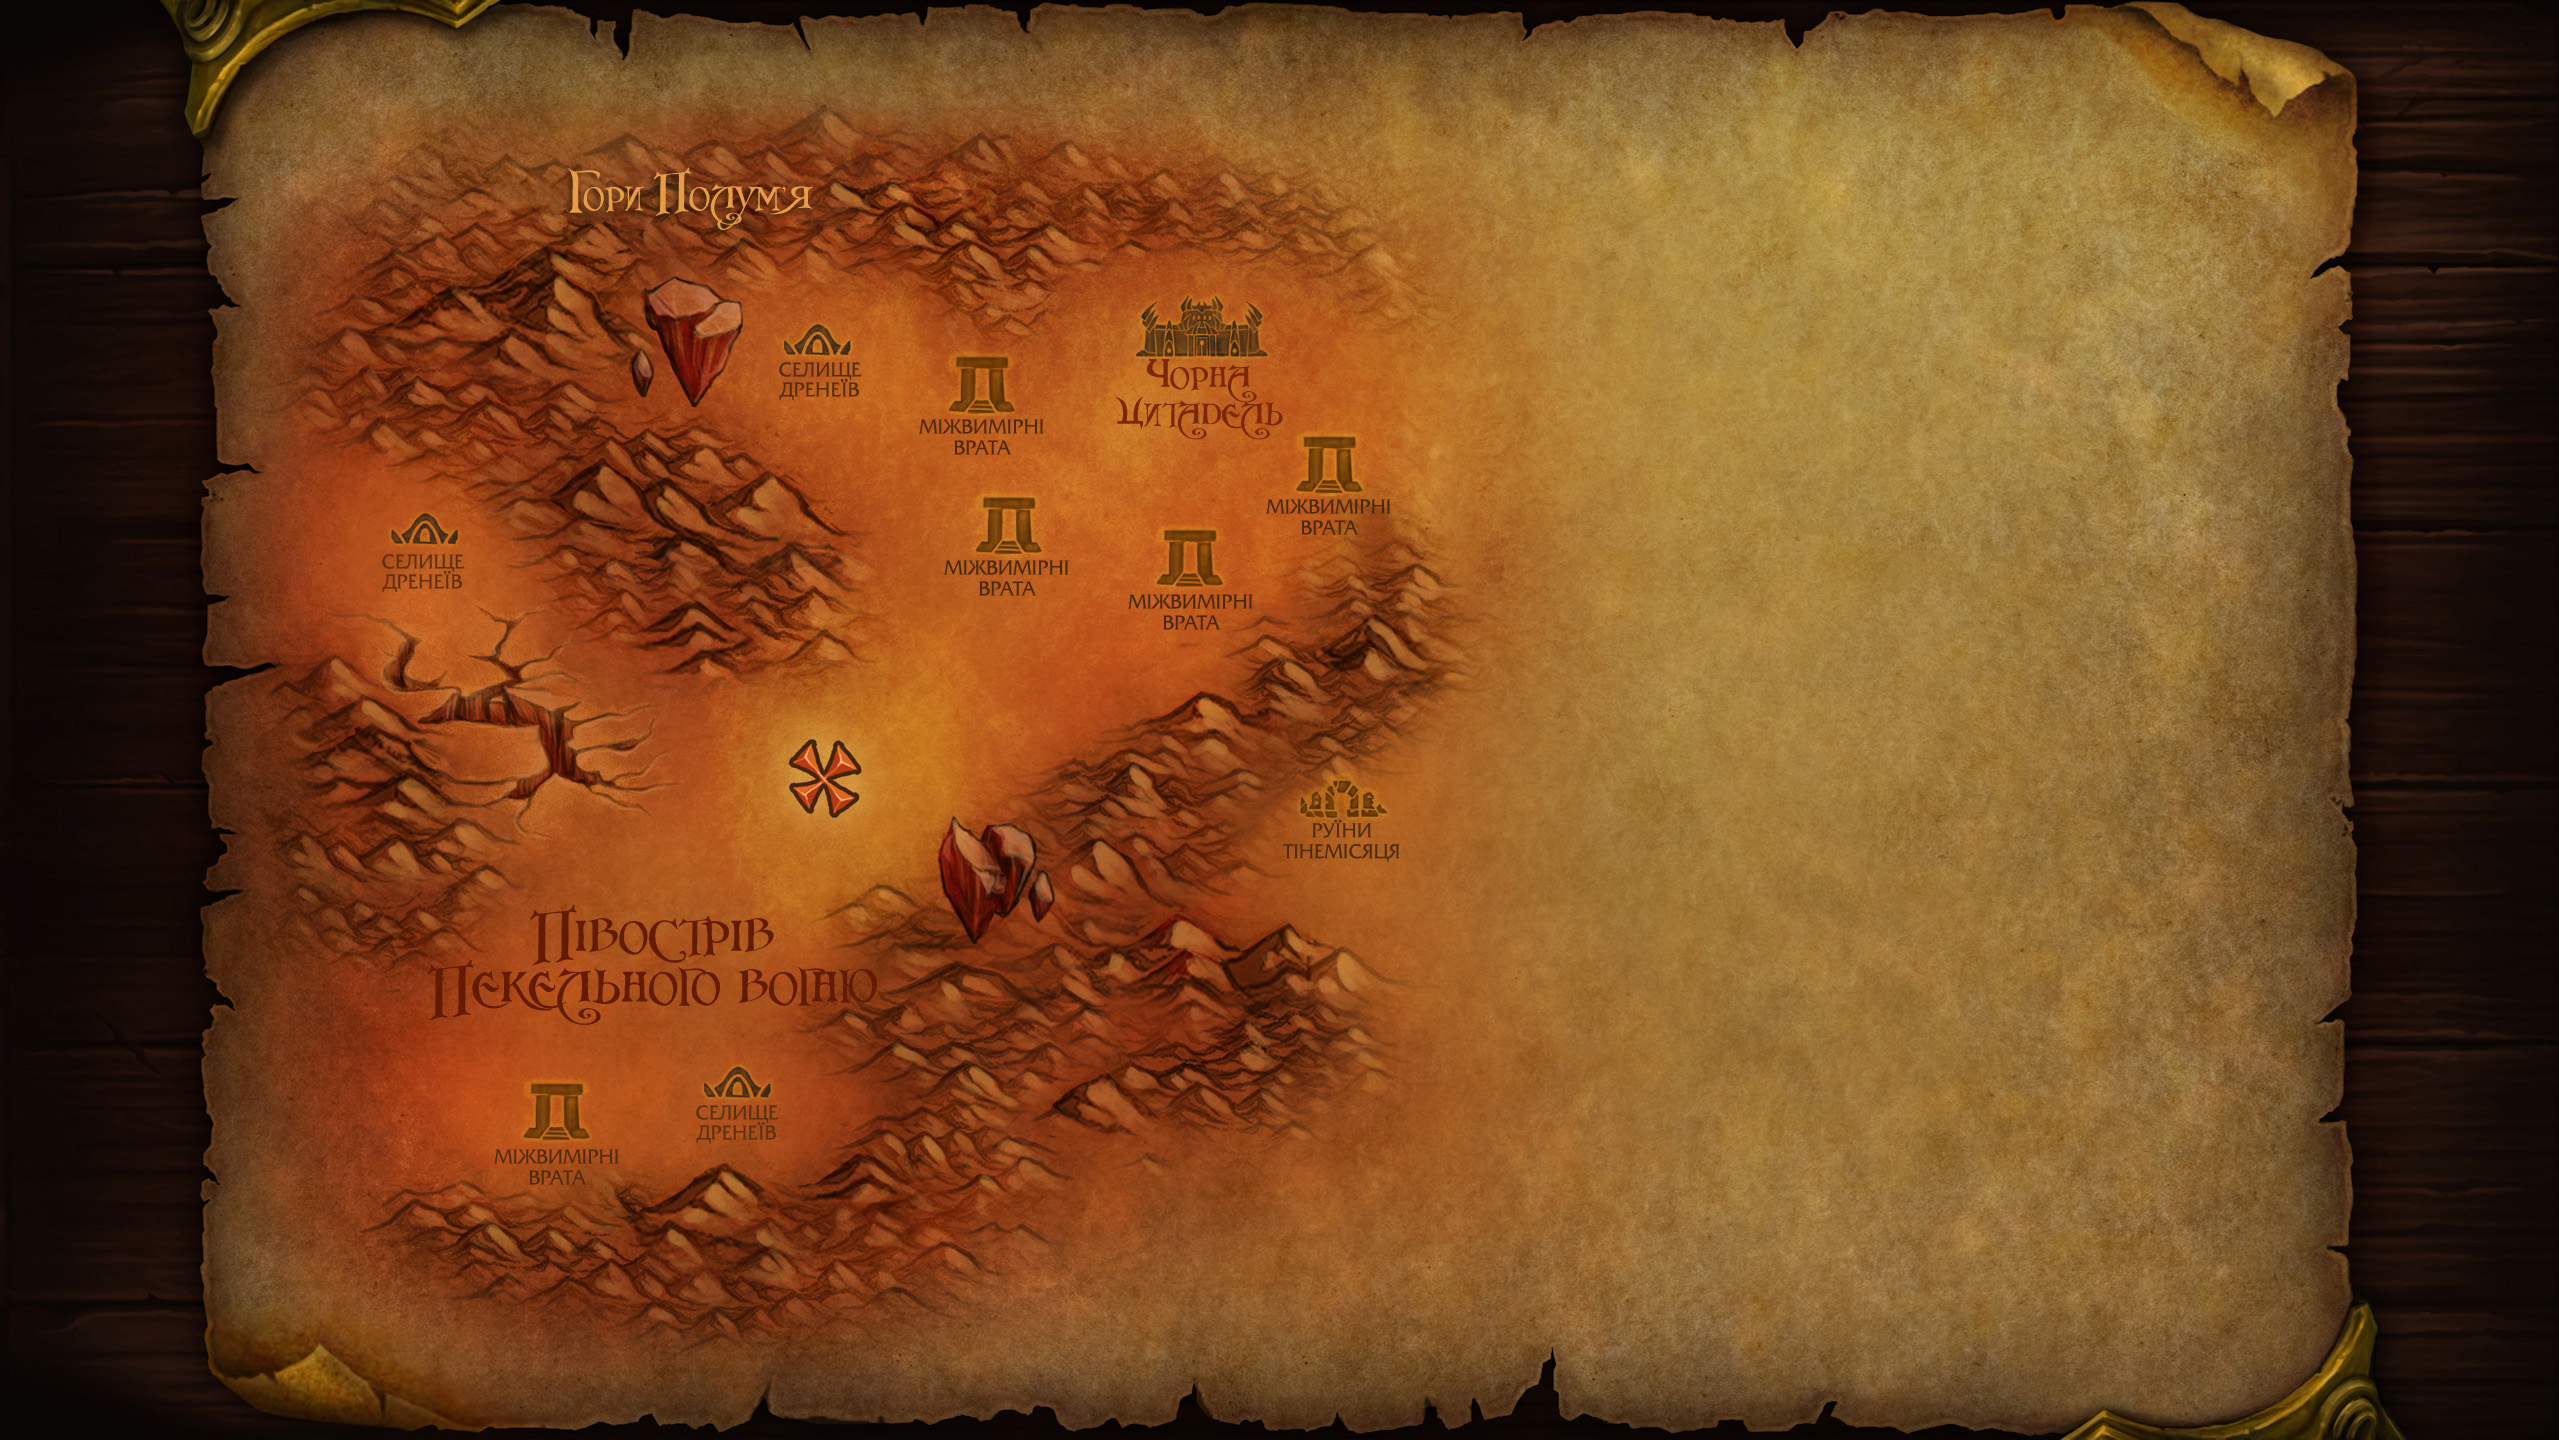 Гори Полум'я
СЕЛИЩЕ
ДРЕНЕЇВ
МІЖВИМІРНІ
ВРАТА
Чорна
Цитадель
МІЖВИМІРНІ
ВРАТА
МІЖВИМІРНІ
ВРАТА
МІЖВИМІРНІ
ВРАТА
СЕЛИЩЕ
ДРЕНЕЇВ
РУЇНИ
ТІНЕМІСЯЦЯ
Півострів
Пекельного вогню
МІЖВИМІРНІ
ВРАТА
СЕЛИЩЕ
ДРЕНЕЇВ